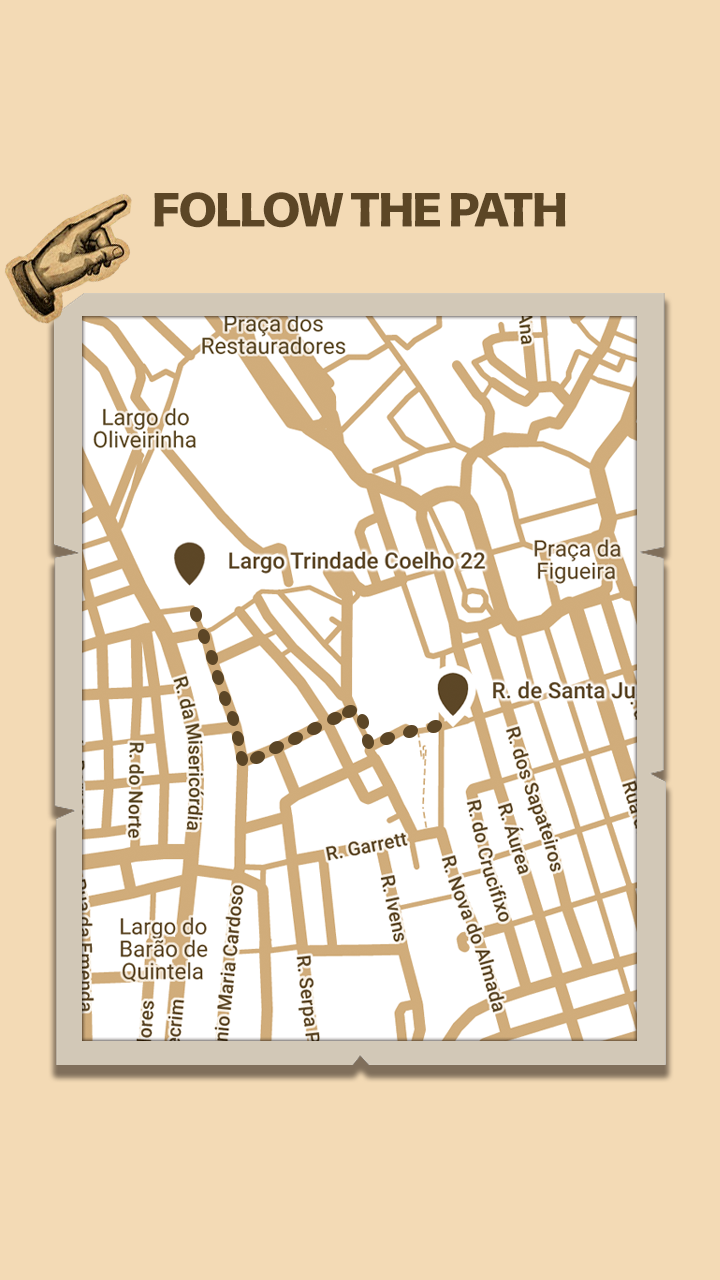 FOLLOW THE PATH
Praça dos
Restauradores
Ana
Largo do
Oliveirinha
Largo Trindade Coelho 22
Praça da
Figueira
R. de Santa Ju
R. da Misericórdia
R. do Norte
R. dos Sapateiros
R. Áurea
R. do Crucifixo
R. Garrett
R. Ivens
R. Nova do Almada
Largo do
Barão de
Quintela
Rua da Emenda
nio Maria Cardoso
R. Serpa P
lores
ecrim